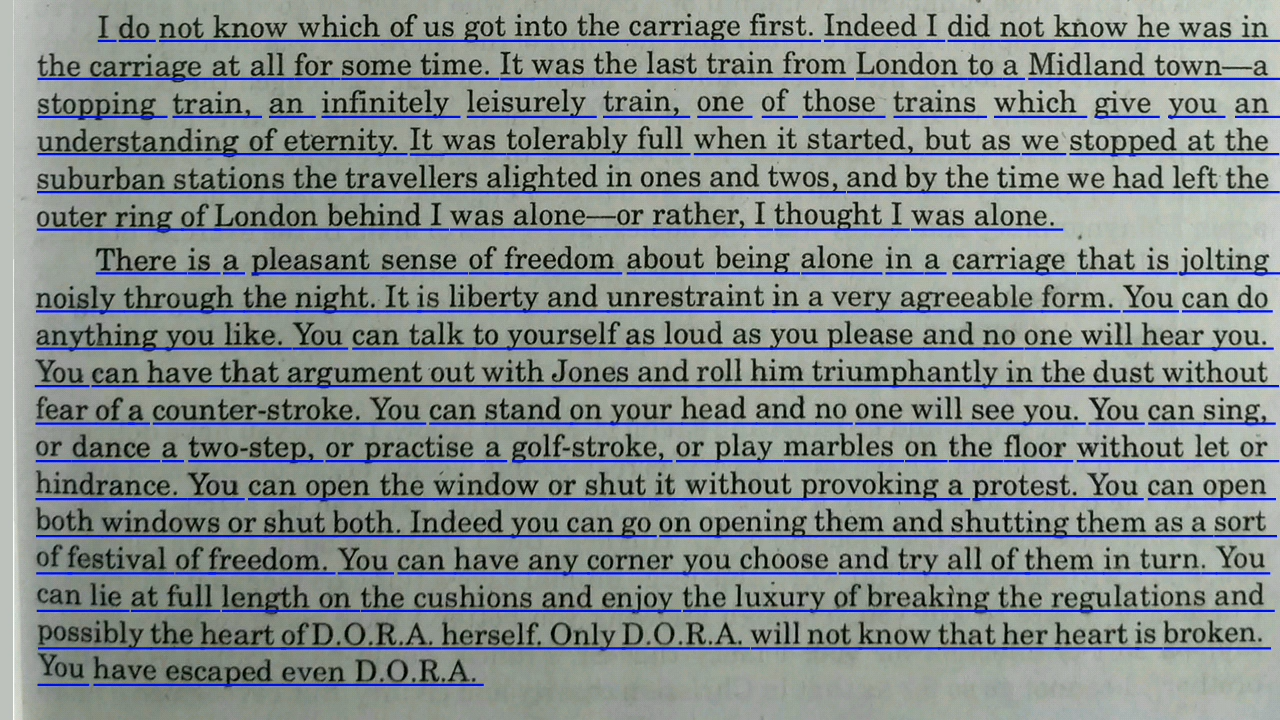 I do not know which of us got into the carriage first. Indeed I did not know he was in
the carriage at all for some time. It was the last train from London to a Midland town—a
stopping train, an infinitely leisurely train, one of those trains which give you an
understanding of eternity. It was tolerably full when it started, but as we stopped at the
suburban stations the travellers alighted in ones and twos, and by the time we had left the
outer ring of London behind I was alone—or rather, I thought I was alone.
There is a pleasant sense of freedom about being alone in a carriage that is jolting
noisly through the night. It is liberty and unrestraint in a very agreeable form. You can do
anything you like. You can talk to yourself as loud as you please and no one will hear you.
You can have that argument out with Jones and roll him triumphantly in the dust without
fear of a counter-stroke. You can stand on your head and no one will see you. You can sing,
or dance a two-step, or practise a golf-stroke, or play marbles on the floor without let or
hindrance. You can open the window or shut it without provoking a protest. You can open
both windows or shut both. Indeed you can go on opening them and shutting them as a sort
of festival of freedom. You can have any corner you choose and try all of them in turn. You
can lie at full length on the cushions and enjoy the luxury of breaking the regulations and
possibly the heart of D.O.R.A. herself. Only D.O.R.A. will not know that her heart is broken.
You have escaped even D.O.R.A.